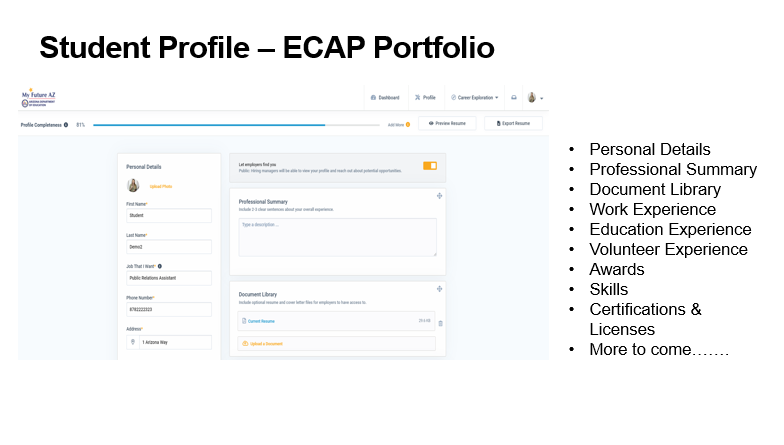 Student Profile – ECAP Portfolio
My Future AZ
ARIZONA DEPARTMENT
OF EDUCATION
Dashboard
Profile
Career Exploration
Profile Completeness
81%
Add More
Preview Resume
Export Resume
Personal Details
Upload Photo
First Name*
Student
Last Name*
Demo2
Job That I Want*
Public Relations Assistant
Phone Number*
8782222323
Address*
1 Arizona Way
Let employers find you
Public: Hiring managers will be able to view your profile and reach out about potential opportunities.
Professional Summary
Include 2-3 clear sentences about your overall experience.
Type a description...
Document Library
Include optional resume and cover letter files for employers to have access to.
Current Resume
Upload a Document
• Personal Details
• Professional Summary
• Document Library
• Work Experience
• Education Experience
• Volunteer Experience
• Awards
• Skills
• Certifications &
Licenses
• More to come…….